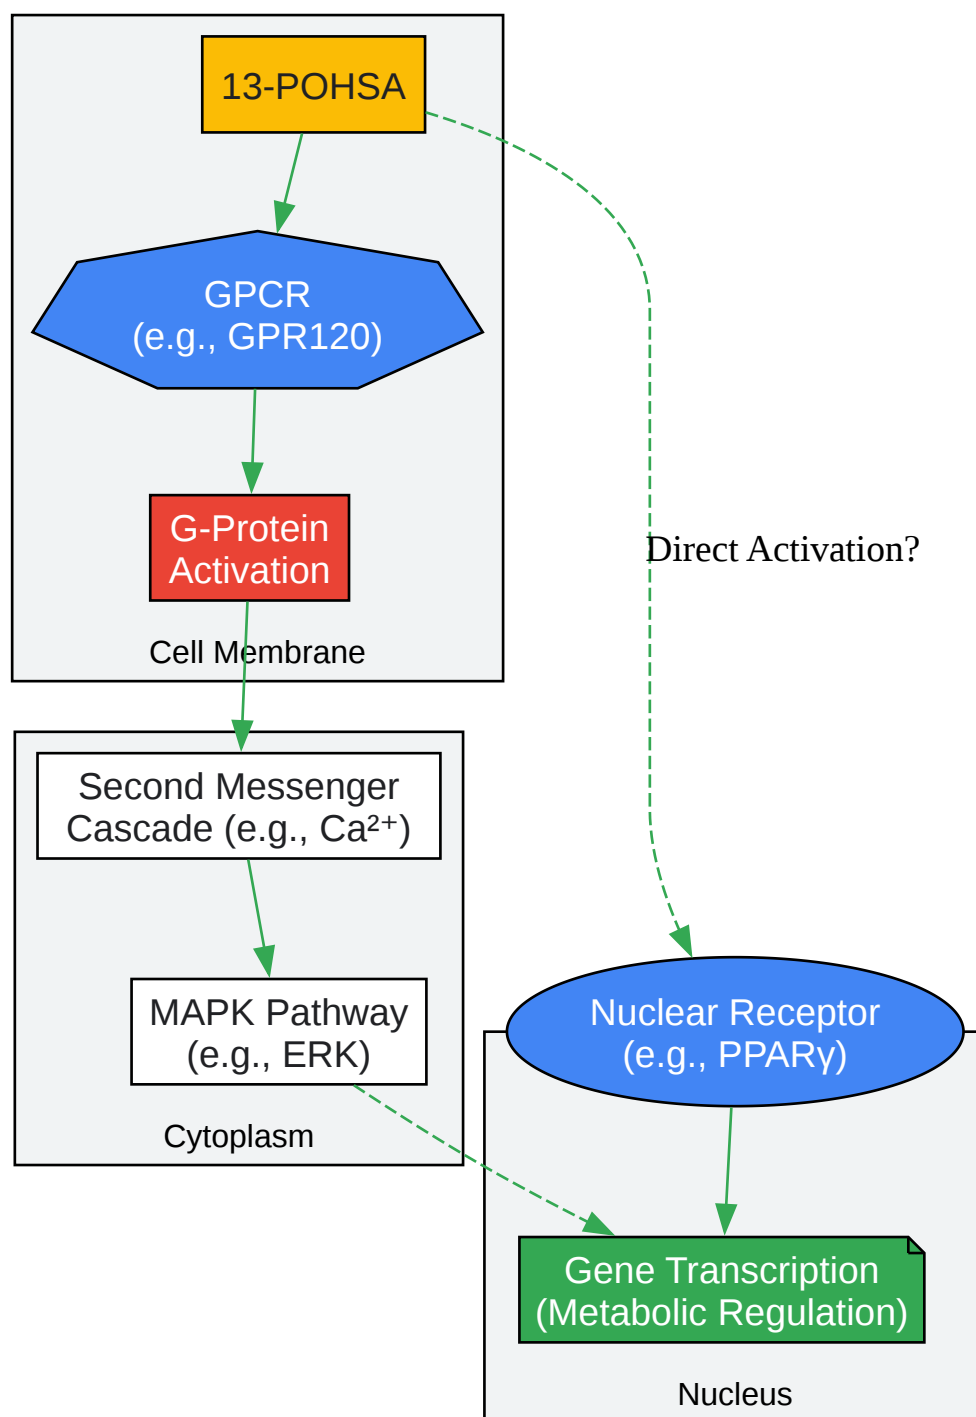 13-POHSA
GPCR
(e.g., GPR120)
G-Protein
Activation
Direct Activation?
Cell Membrane
Second Messenger
Cascade (e.g., Ca²⁺)
MAPK Pathway
(e.g., ERK)
Nuclear Receptor
(e.g., PPARγ)
Cytoplasm
Gene Transcription
(Metabolic Regulation)
Nucleus